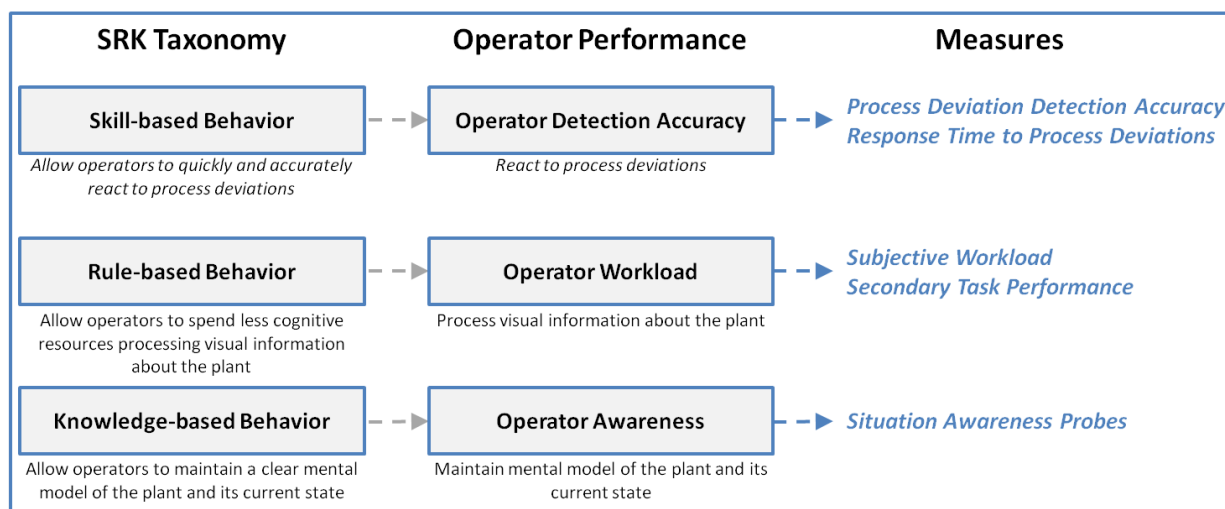 SRK Taxonomy
Operator Performance
Measures
Skill-based Behavior
Operator Detection Accuracy
Process Deviation Detection Accuracy
Response Time to Process Deviations
Allow operators to quickly and accurately
react to process deviations
React to process deviations
Rule-based Behavior
Operator Workload
Subjective Workload
Secondary Task Performance
Allow operators to spend less cognitive
resources processing visual information
about the plant
Process visual information about the plant
Knowledge-based Behavior
Operator Awareness
Situation Awareness Probes
Allow operators to maintain a clear mental
model of the plant and its current state
Maintain mental model of the plant and its
current state